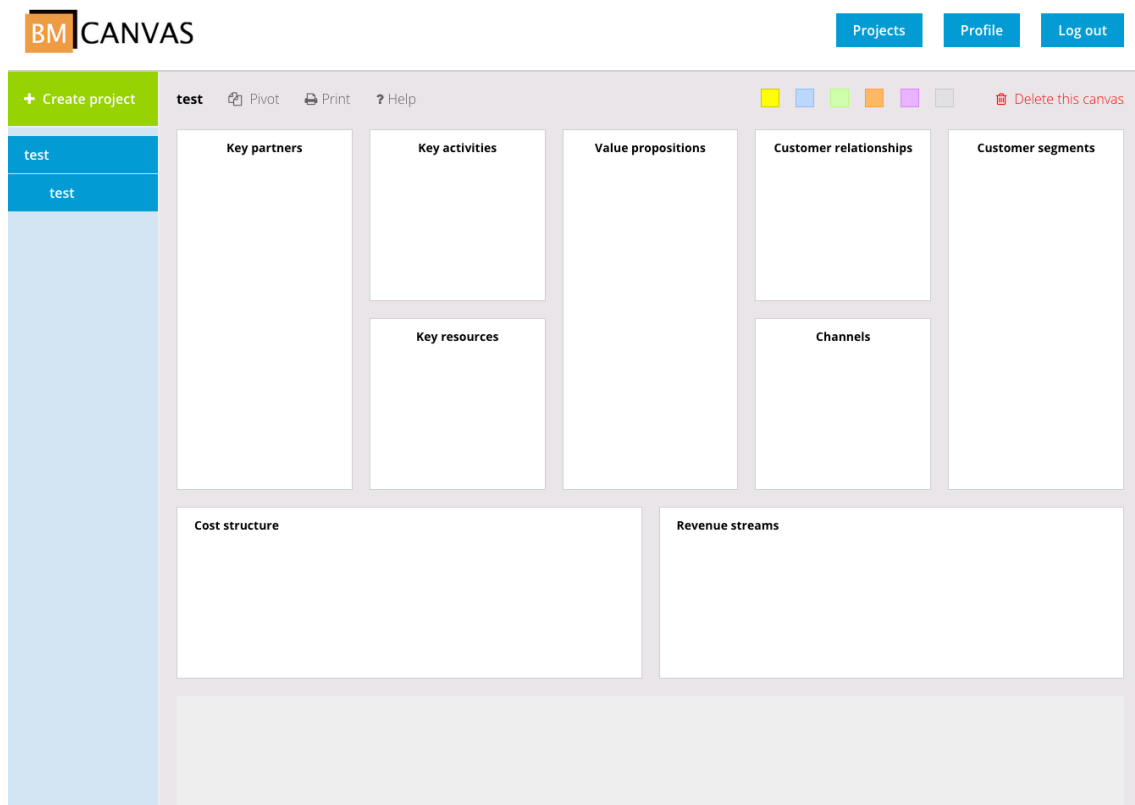 BM CANVAS
Projects Profile Log out
+ Create project
test Pivot Print ? Help Delete this canvas
test
test
Key partners Key activities Value propositions Customer relationships Customer segments
Key resources Channels
Cost structure Revenue streams